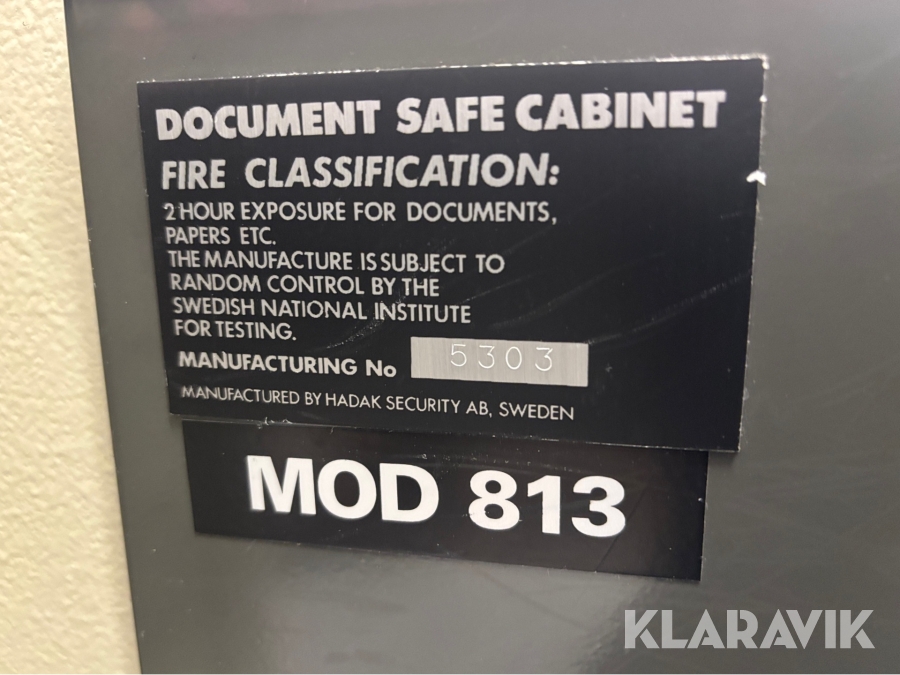 DOCUMENT SAFE CABINET
FIRE CLASSIFICATION:
2 HOUR EXPOSURE FOR DOCUMENTS,
PAPERS ETC.
THE MANUFACTURE IS SUBJECT TO
RANDOM CONTROL BY THE
SWEDISH NATIONAL INSTITUTE
FOR TESTING.
MANUFACTURING No 5303
MANUFACTURED BY HADAK SECURITY AB, SWEDEN
MOD 813
KLARAVIK